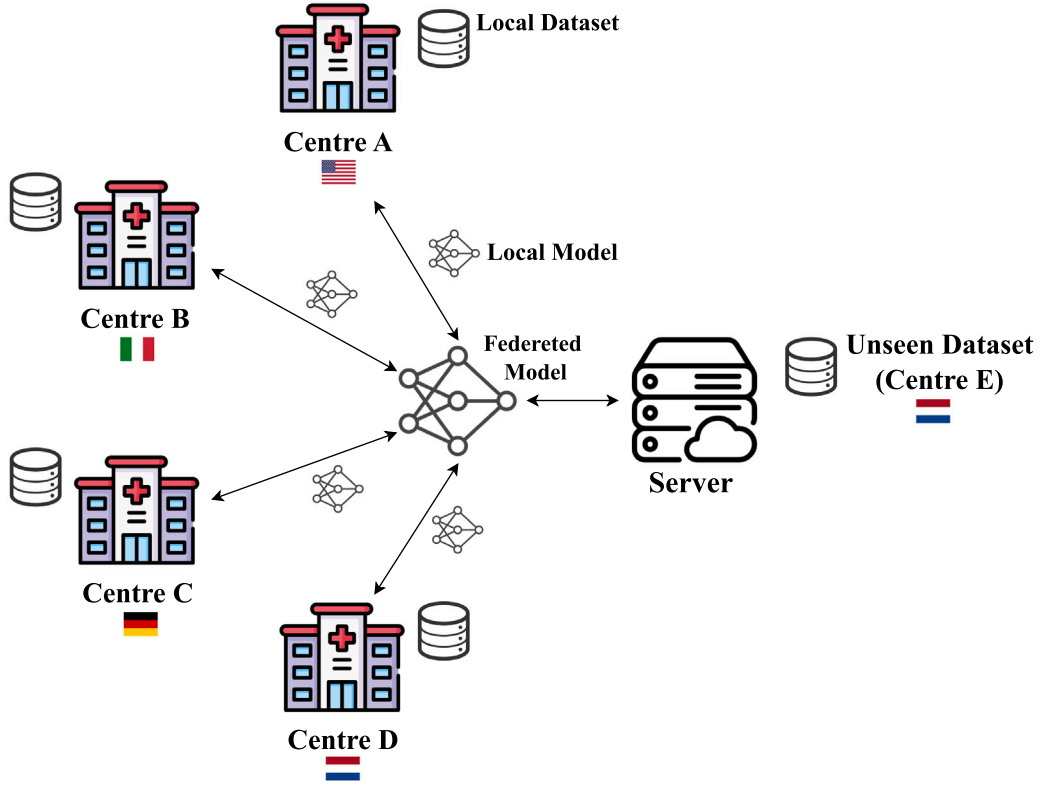 Local Dataset
Centre A
Centre B
Local Model
Federeted
Model
Unseen Dataset
(Centre E)
Server
Centre C
Centre D